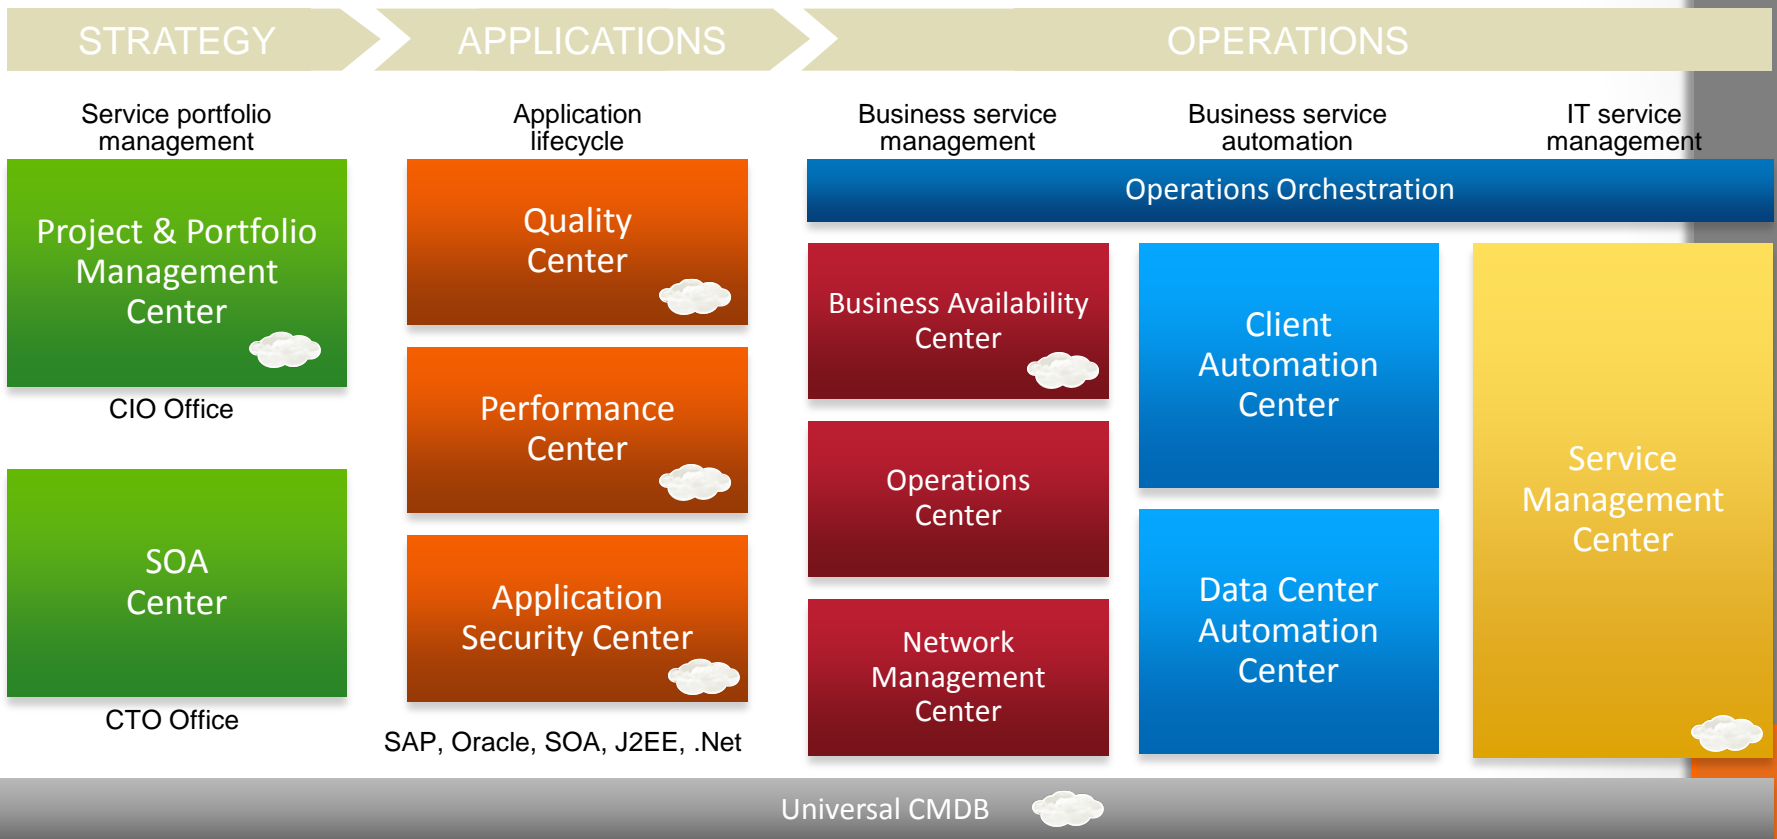 STRATEGY
APPLICATIONS
OPERATIONS
Service portfolio
management
Application
lifecycle
Business service
management
Business service
automation
IT service
management
Operations Orchestration
Project & Portfolio
Management
Center
CIO Office
SOA
Center
CTO Office
Quality
Center
Performance
Center
Application
Security Center
SAP, Oracle, SOA, J2EE, .Net
Business Availability
Center
Operations
Center
Network
Management
Center
Client
Automation
Center
Data Center
Automation
Center
Service
Management
Center
Universal CMDB